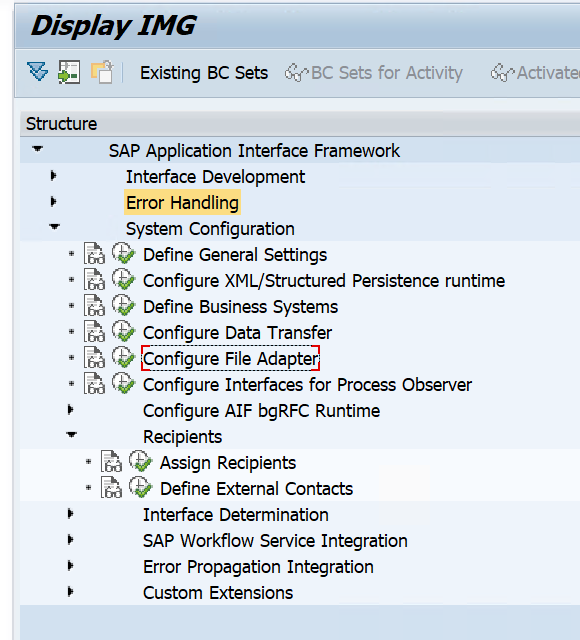 Display IMG
Existing BC Sets BC Sets for Activity Activate
Structure
SAP Application Interface Framework
Interface Development
Error Handling
System Configuration
Define General Settings
Configure XML/Structured Persistence runtime
Define Business Systems
Configure Data Transfer
Configure File Adapter
Configure Interfaces for Process Observer
Configure AIF bgRFC Runtime
Recipients
Assign Recipients
Define External Contacts
Interface Determination
SAP Workflow Service Integration
Error Propagation Integration
Custom Extensions